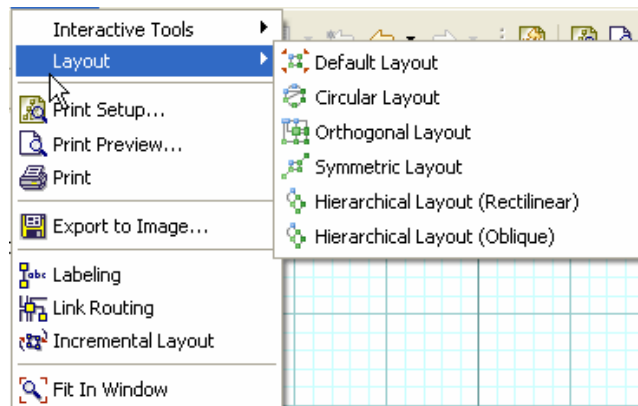 Interactive Tools
Layout
Print Setup...
Print Preview...
Print
Export to Image...
abc Labeling
Link Routing
Incremental Layout
Fit In Window
Default Layout
Circular Layout
Orthogonal Layout
Symmetric Layout
Hierarchical Layout (Rectilinear)
Hierarchical Layout (Oblique)